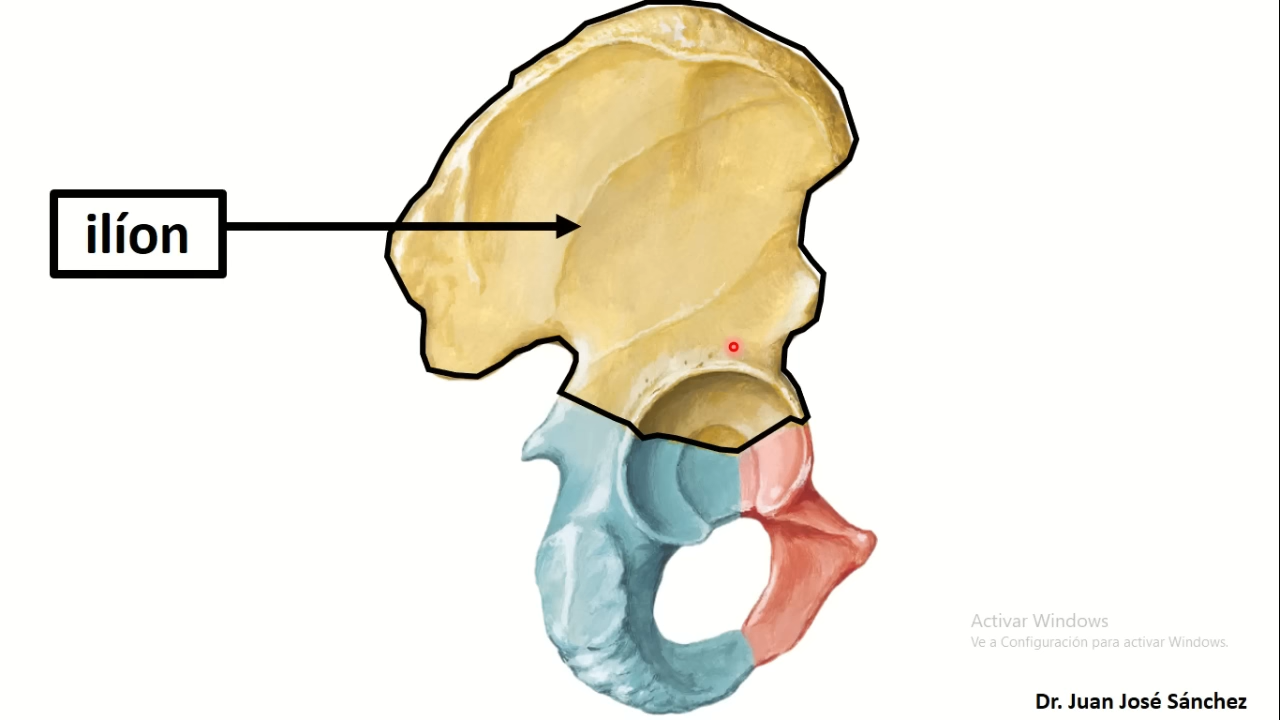 ilíon
Activar Windows
Ve a Configuración para activar Windows.
Dr. Juan José Sánchez